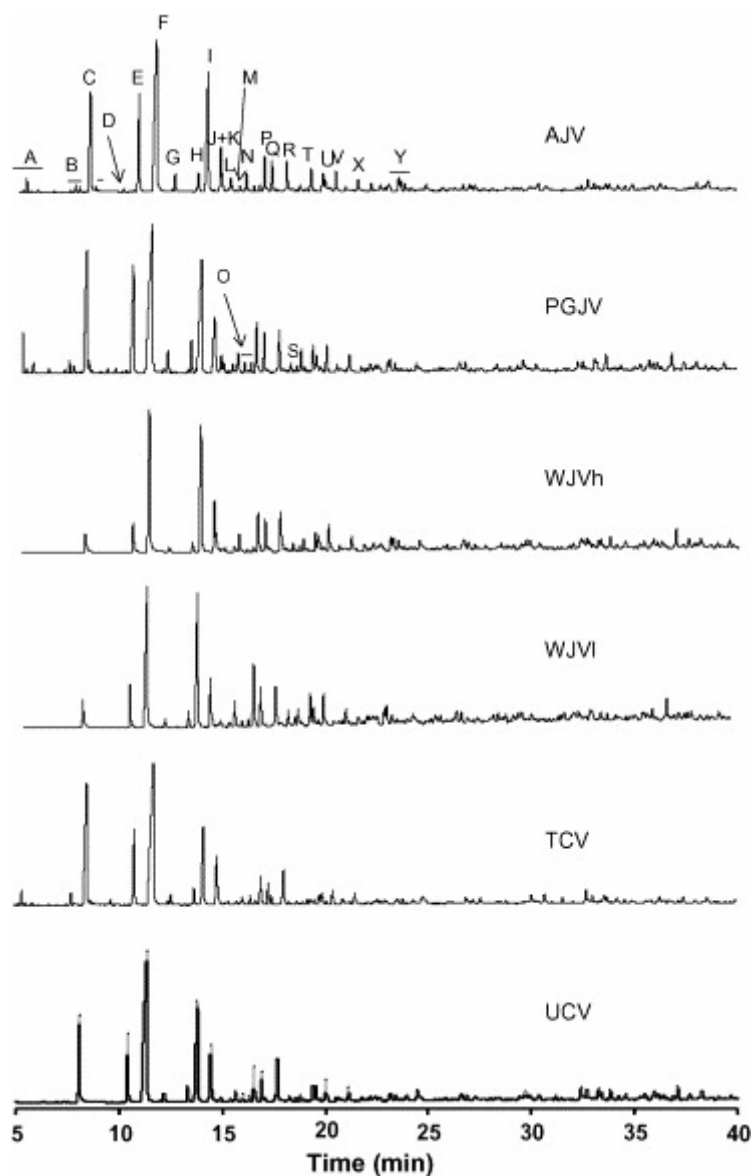 F
C E I M
D AJV
A B G H J+K L N P Q R T U V X Y
O PGJV
S
WJVh
WJVl
TCV
UCV
5 10 15 20 25 30 35 40
Time (min)